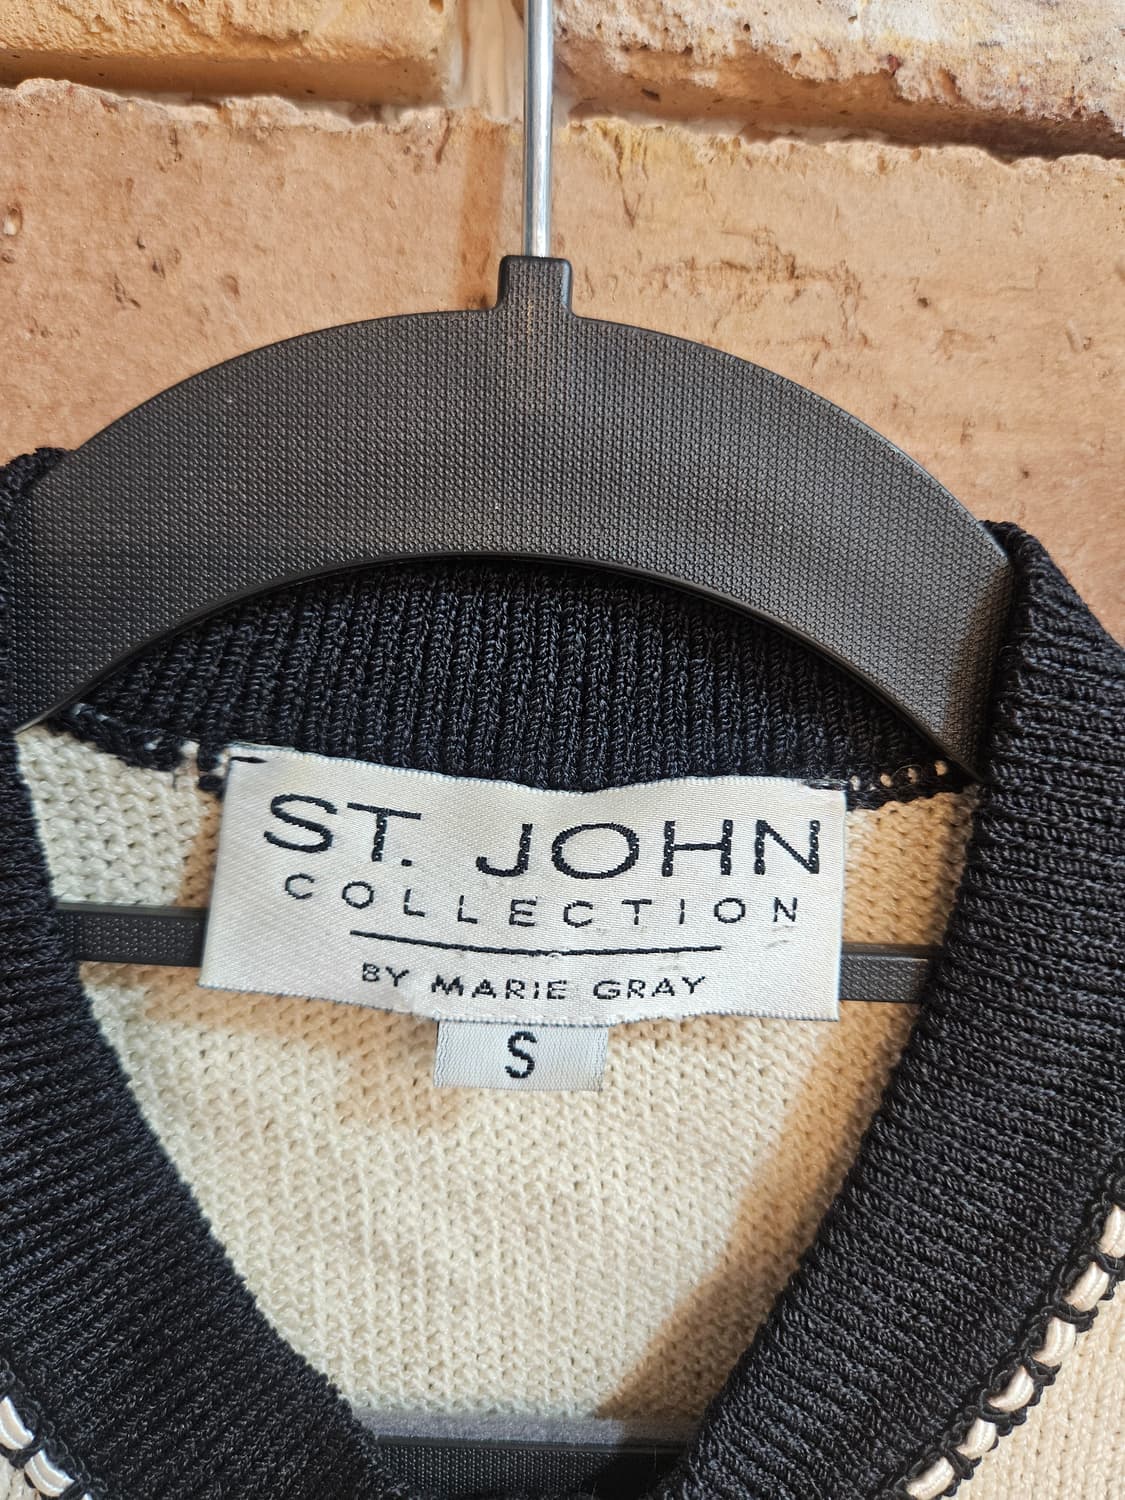 ST. JOHN
COLLECTION
BY MARIE GRAY
S